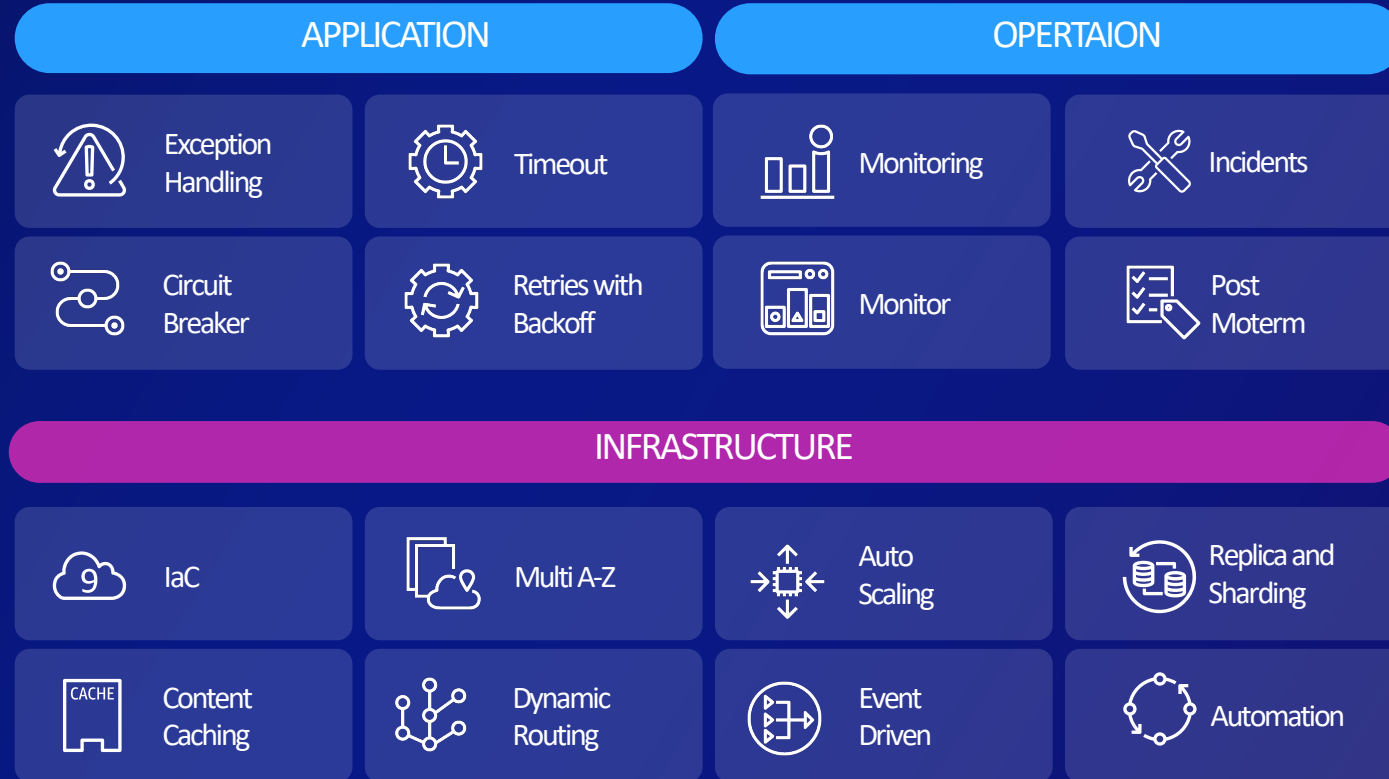 APPLICATION
OPERTAION
Exception
Handling
Timeout
Monitoring
Incidents
Circuit
Breaker
Retries with
Backoff
Monitor
Post
Moterm
INFRASTRUCTURE
9
IaC
Multi A-Z
Auto
Scaling
Replica and
Sharding
CACHE
Content
Caching
Dynamic
Routing
Event
Driven
Automation